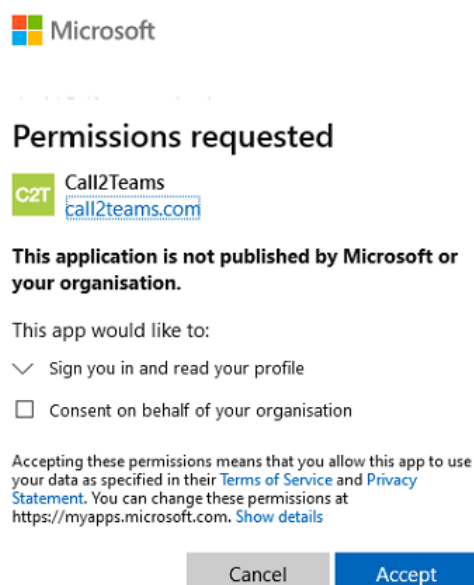 Microsoft
Permissions requested
C2T
Call2Teams
call2teams.com
This application is not published by Microsoft or
your organisation.
This app would like to:
Sign you in and read your profile
Consent on behalf of your organisation
Accepting these permissions means that you allow this app to use
your data as specified in their Terms of Service and Privacy
Statement. You can change these permissions at
https://myapps.microsoft.com. Show details
Cancel Accept